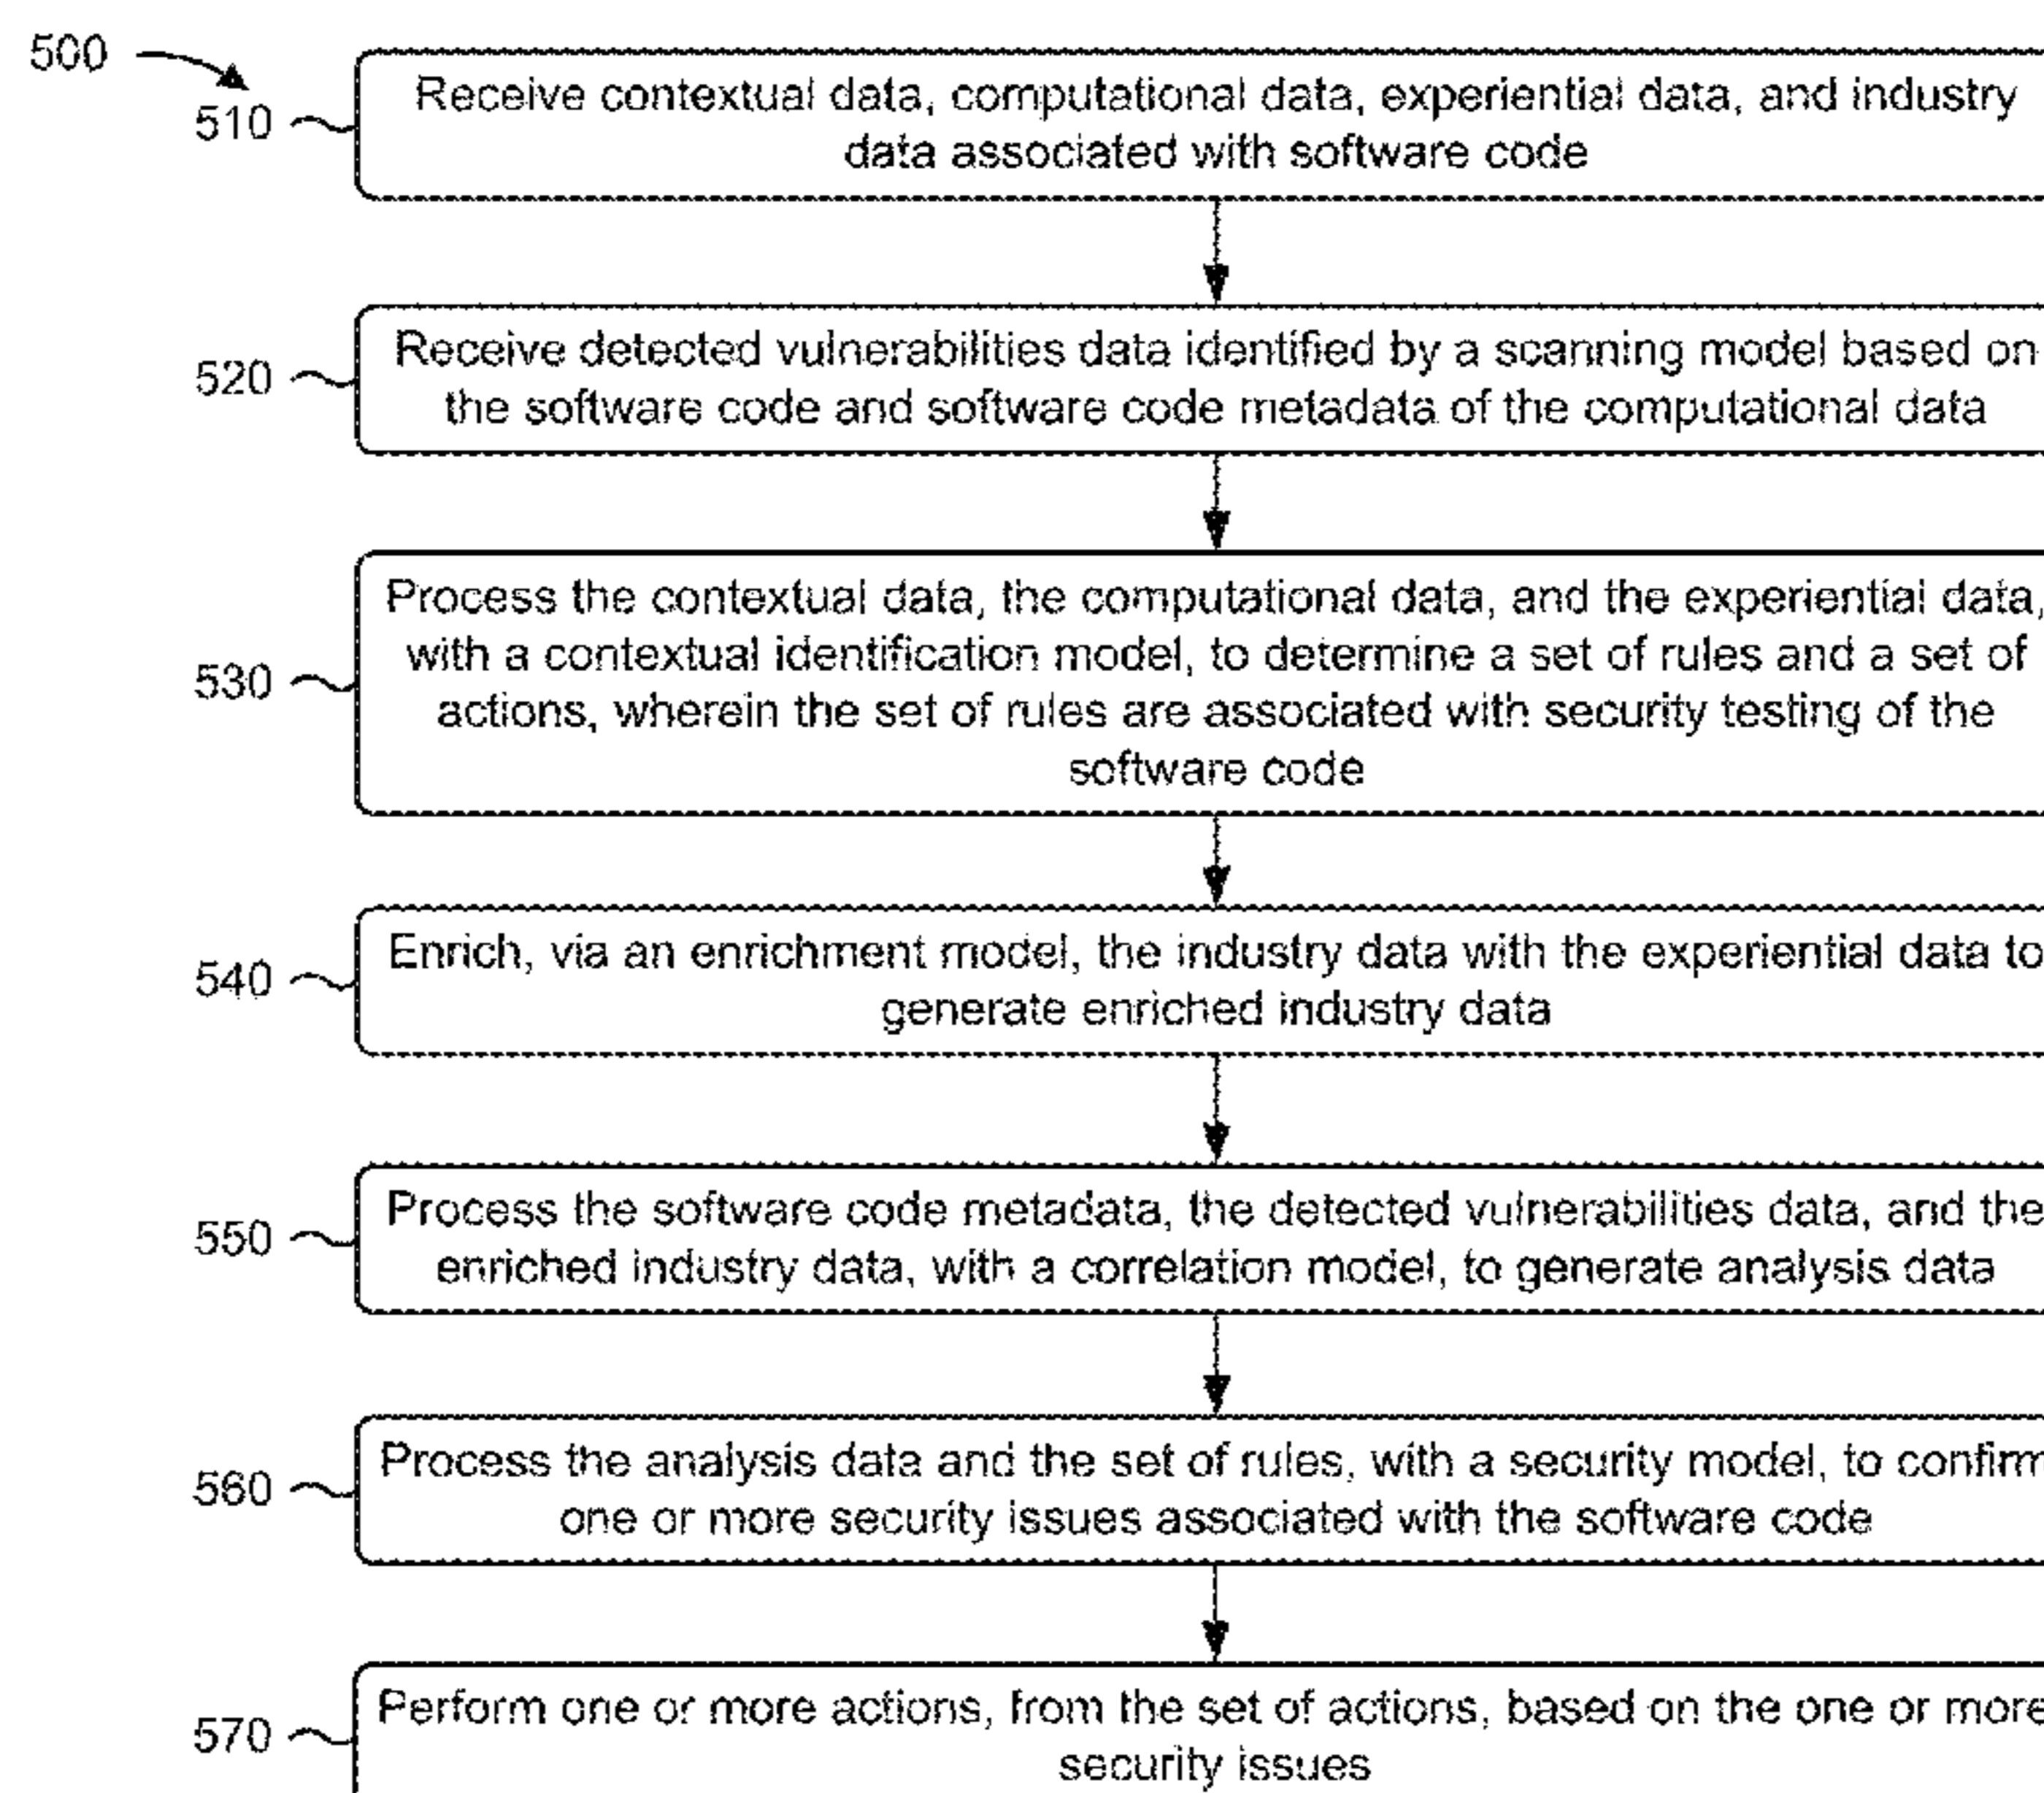 500
510
Receive contextual data, computational data, experiential data, and industry
data associated with software code
520
Receive detected vulnerabilities data identified by a scanning model based on
the software code and software code metadata of the computational data
530
Process the contextual data, the computational data, and the experiential data,
with a contextual identification model, to determine a set of rules and a set of
actions, wherein the set of rules are associated with security testing of the
software code
540
Enrich, via an enrichment model, the industry data with the experiential data to
generate enriched industry data
550
Process the software code metadata, the detected vulnerabilities data, and the
enriched industry data, with a correlation model, to generate analysis data
560
Process the analysis data and the set of rules, with a security model, to confirm
one or more security issues associated with the software code
570
Perform one or more actions, from the set of actions, based on the one or more
security issues